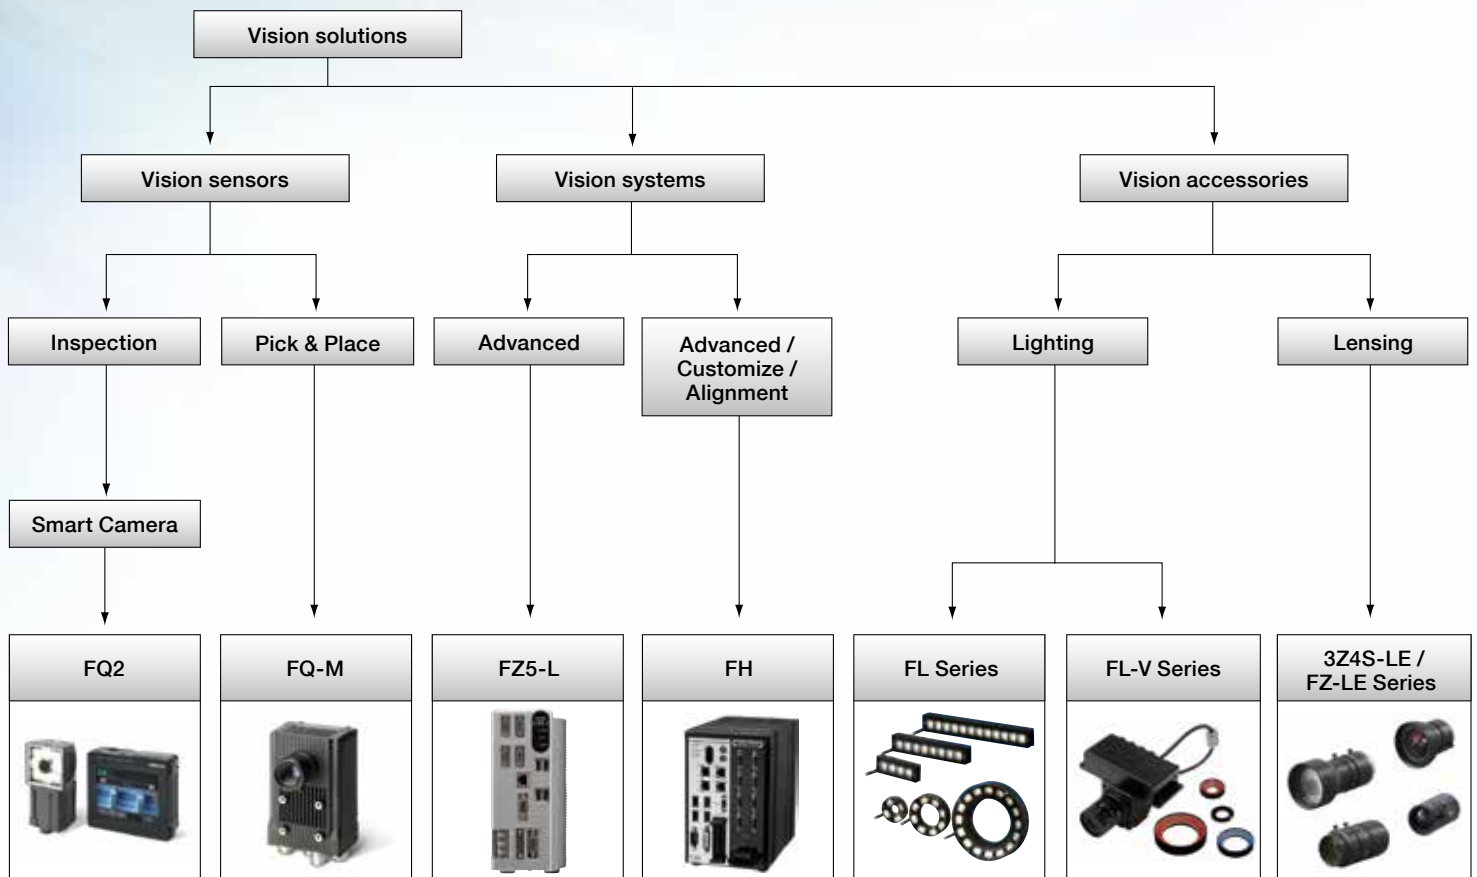 Vision solutions
Vision sensors
Vision systems
Vision accessories
Inspection
Pick & Place
Advanced
Advanced /
Customize /
Alignment
Lighting
Lensing
Smart Camera
FQ2
FQ-M
FZ5-L
FH
FL Series
FL-V Series
3Z4S-LE /
FZ-LE Series